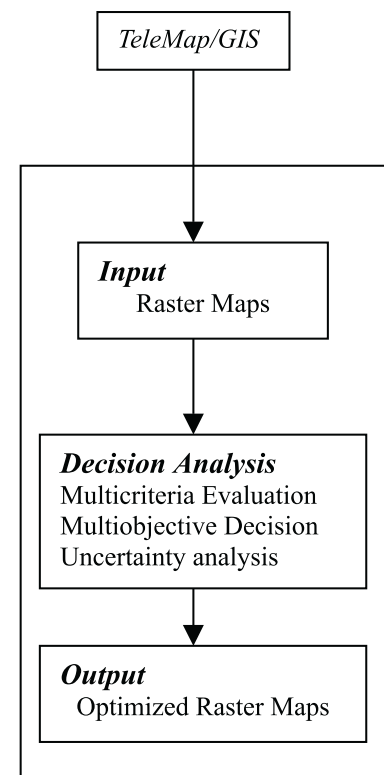 TeleMap/GIS
Input
Raster Maps
Decision Analysis
Multicriteria Evaluation
Multiobjective Decision
Uncertainty analysis
Output
Optimized Raster Maps